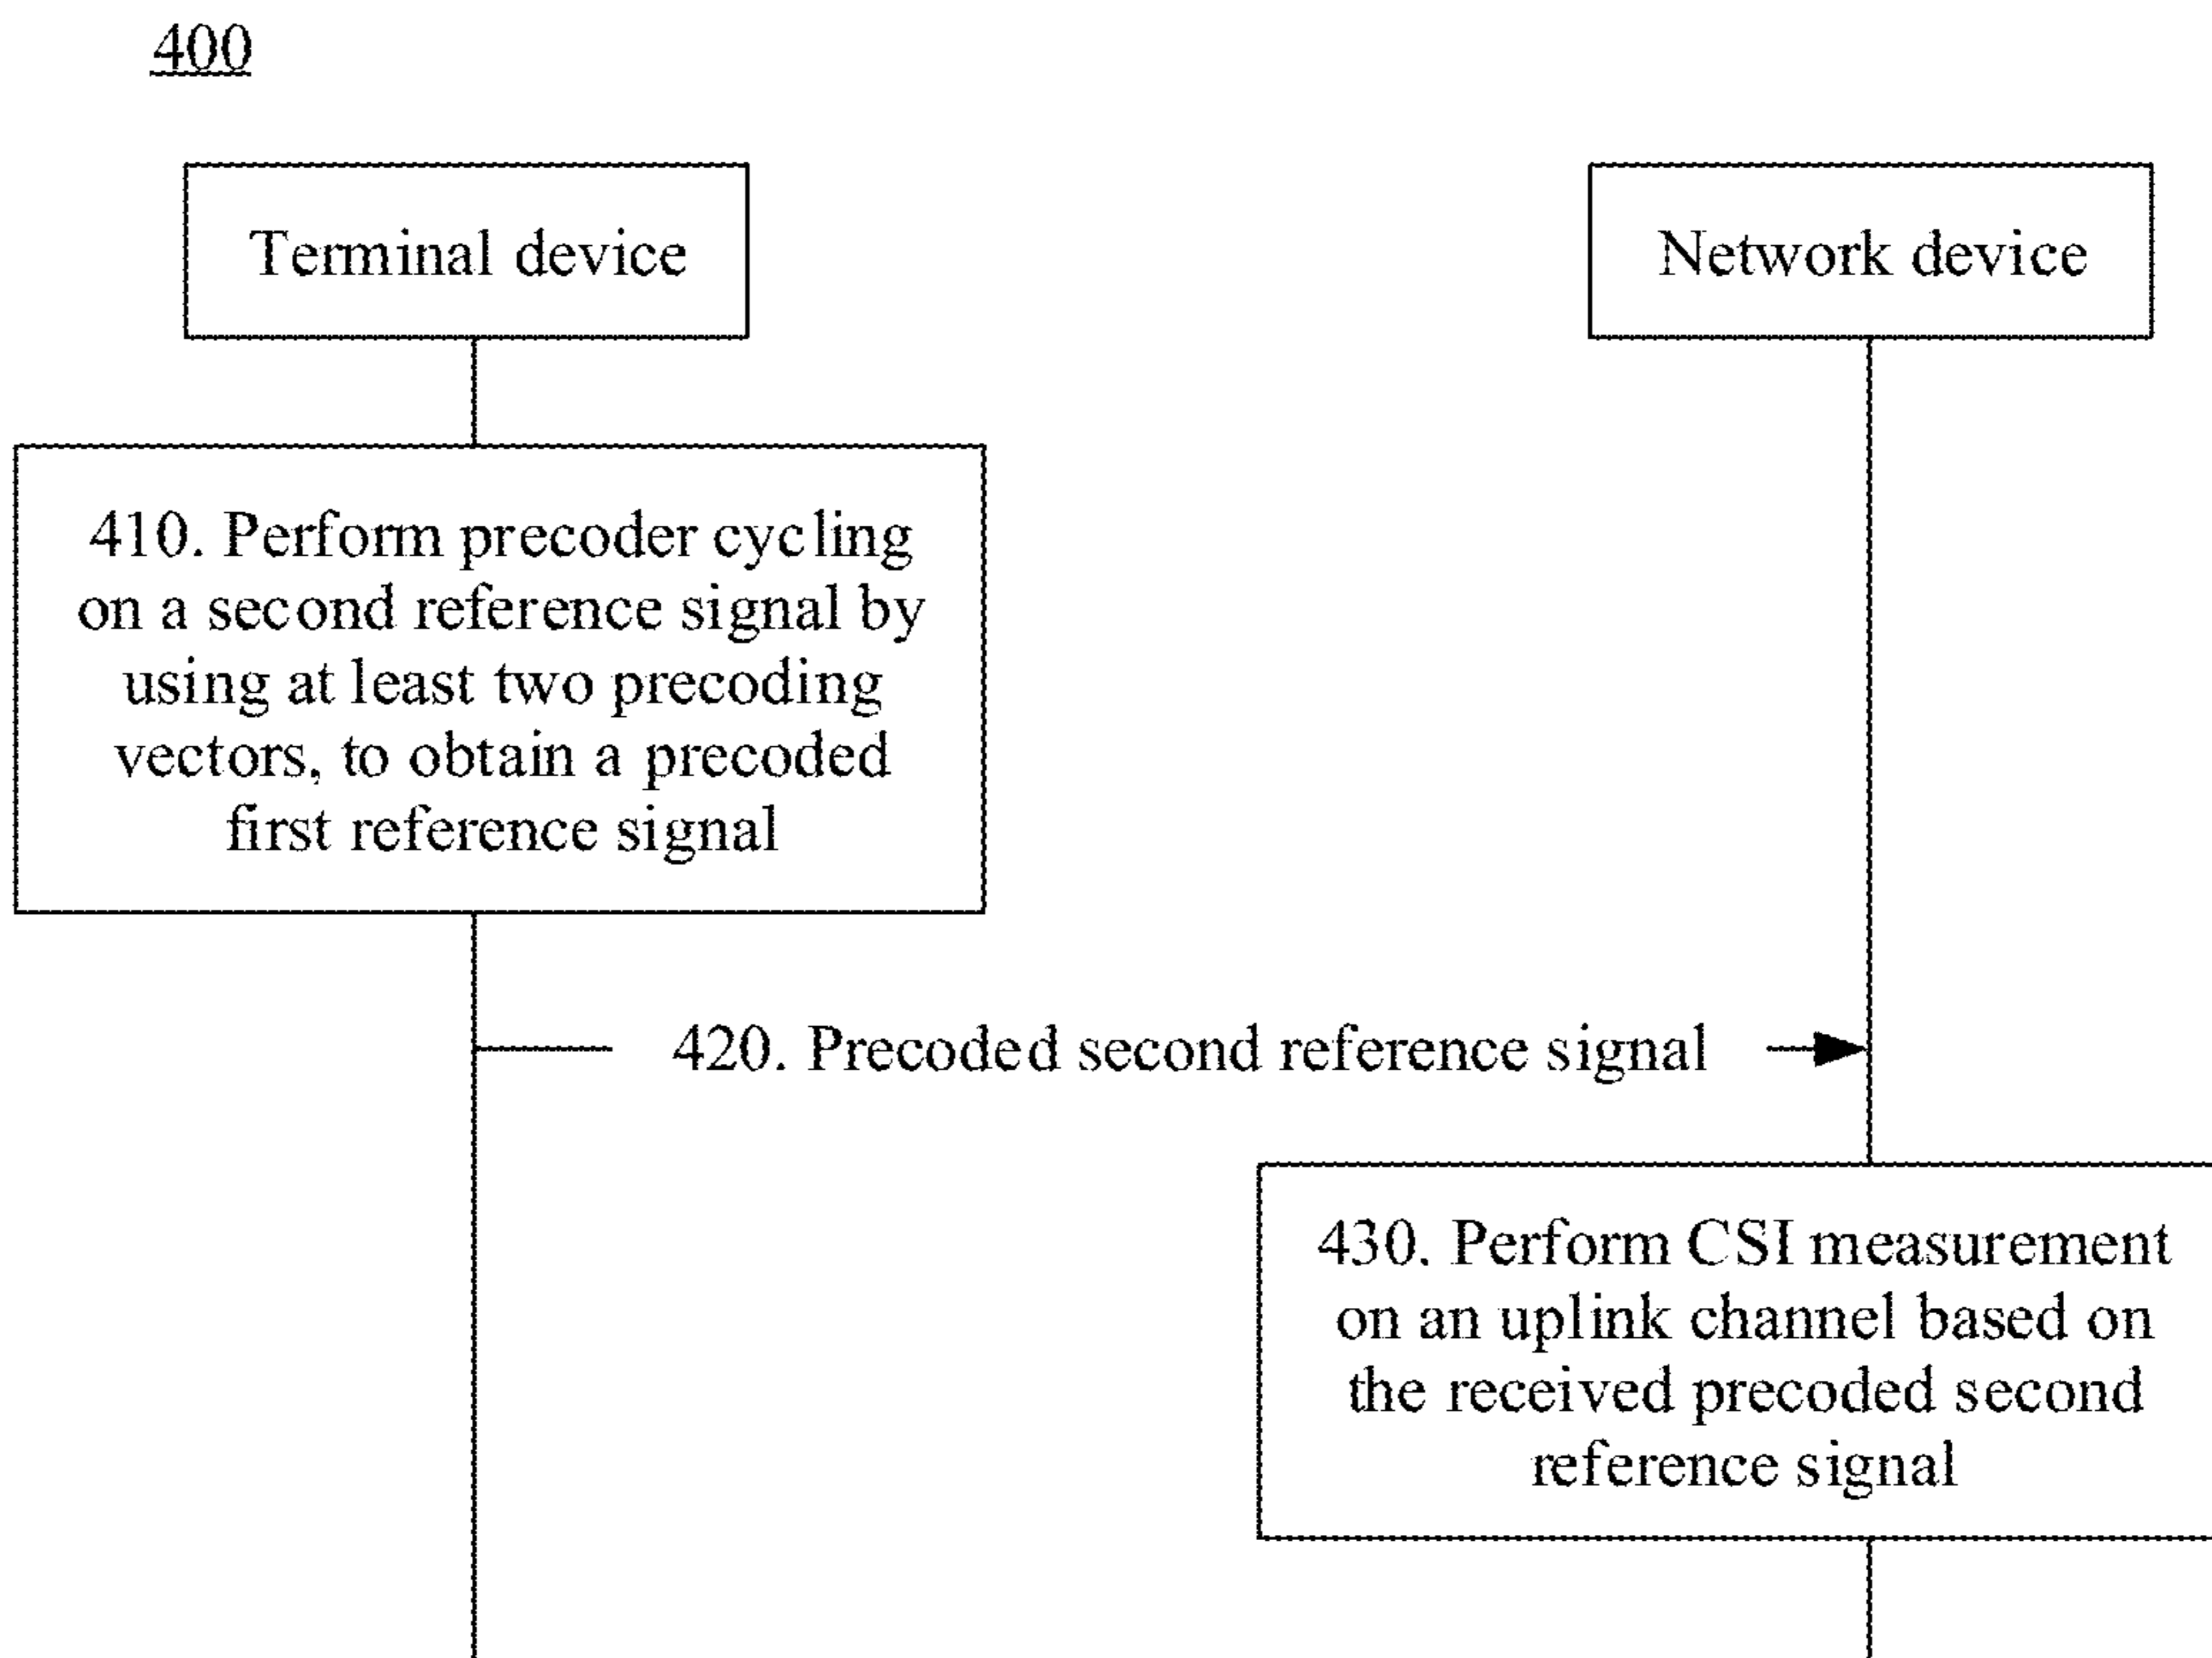 400
Terminal device
Network device
410. Perform precoder cycling
on a second reference signal by
using at least two precoding
vectors, to obtain a precoded
first reference signal
420. Precoded second reference signal
430. Perform CSI measurement
on an uplink channel based on
the received precoded second
reference signal